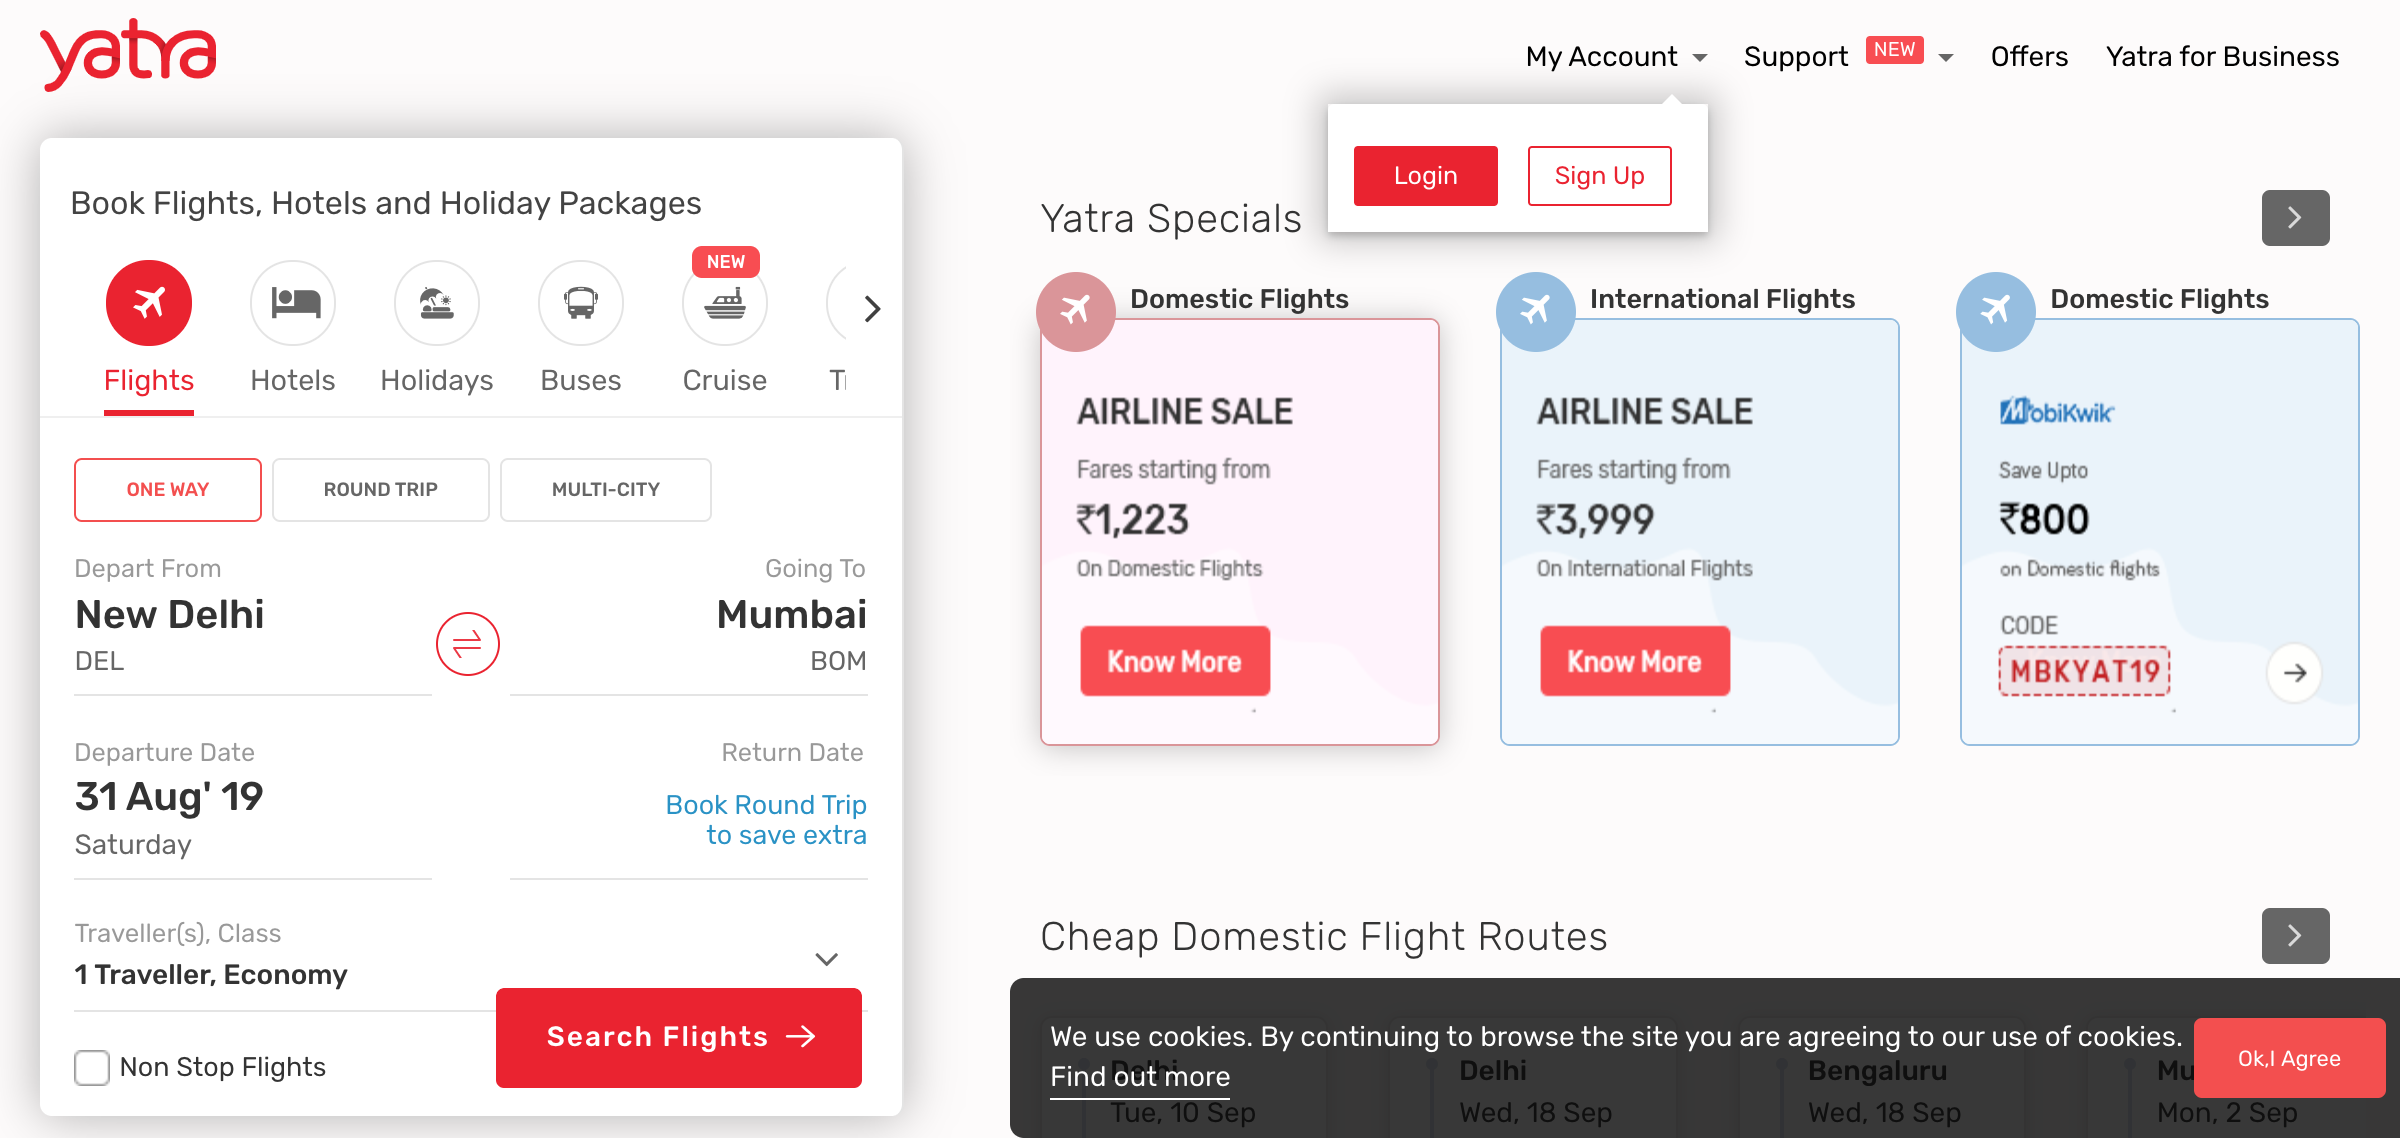 yatra
My Account
Support NEW
Offers
Yatra for Business
Login
Sign Up
Book Flights, Hotels and Holiday Packages
NEW
Flights
Hotels
Holidays
Buses
Cruise
ONE WAY
ROUND TRIP
MULTI-CITY
Depart From
New Delhi
DEL
Going To
Mumbai
BOM
Departure Date
31 Aug' 19
Saturday
Return Date
Book Round Trip
to save extra
Traveller(s), Class
1 Traveller, Economy
Non Stop Flights
Search Flights
Yatra Specials
Domestic Flights
AIRLINE SALE
Fares starting from
₹1,223
On Domestic Flights
Know More
International Flights
AIRLINE SALE
Fares starting from
₹3,999
On International Flights
Know More
Domestic Flights
MobiKwik
Save Upto
₹800
on Domestic flights
CODE
MBKYAT19
Cheap Domestic Flight Routes
We use cookies. By continuing to browse the site you are agreeing to our use of cookies.
Find out more
Ok,I Agree
Delhi
Tue, 10 Sep
Delhi
Wed, 18 Sep
Bengaluru
Wed, 18 Sep
Mon, 2 Sep